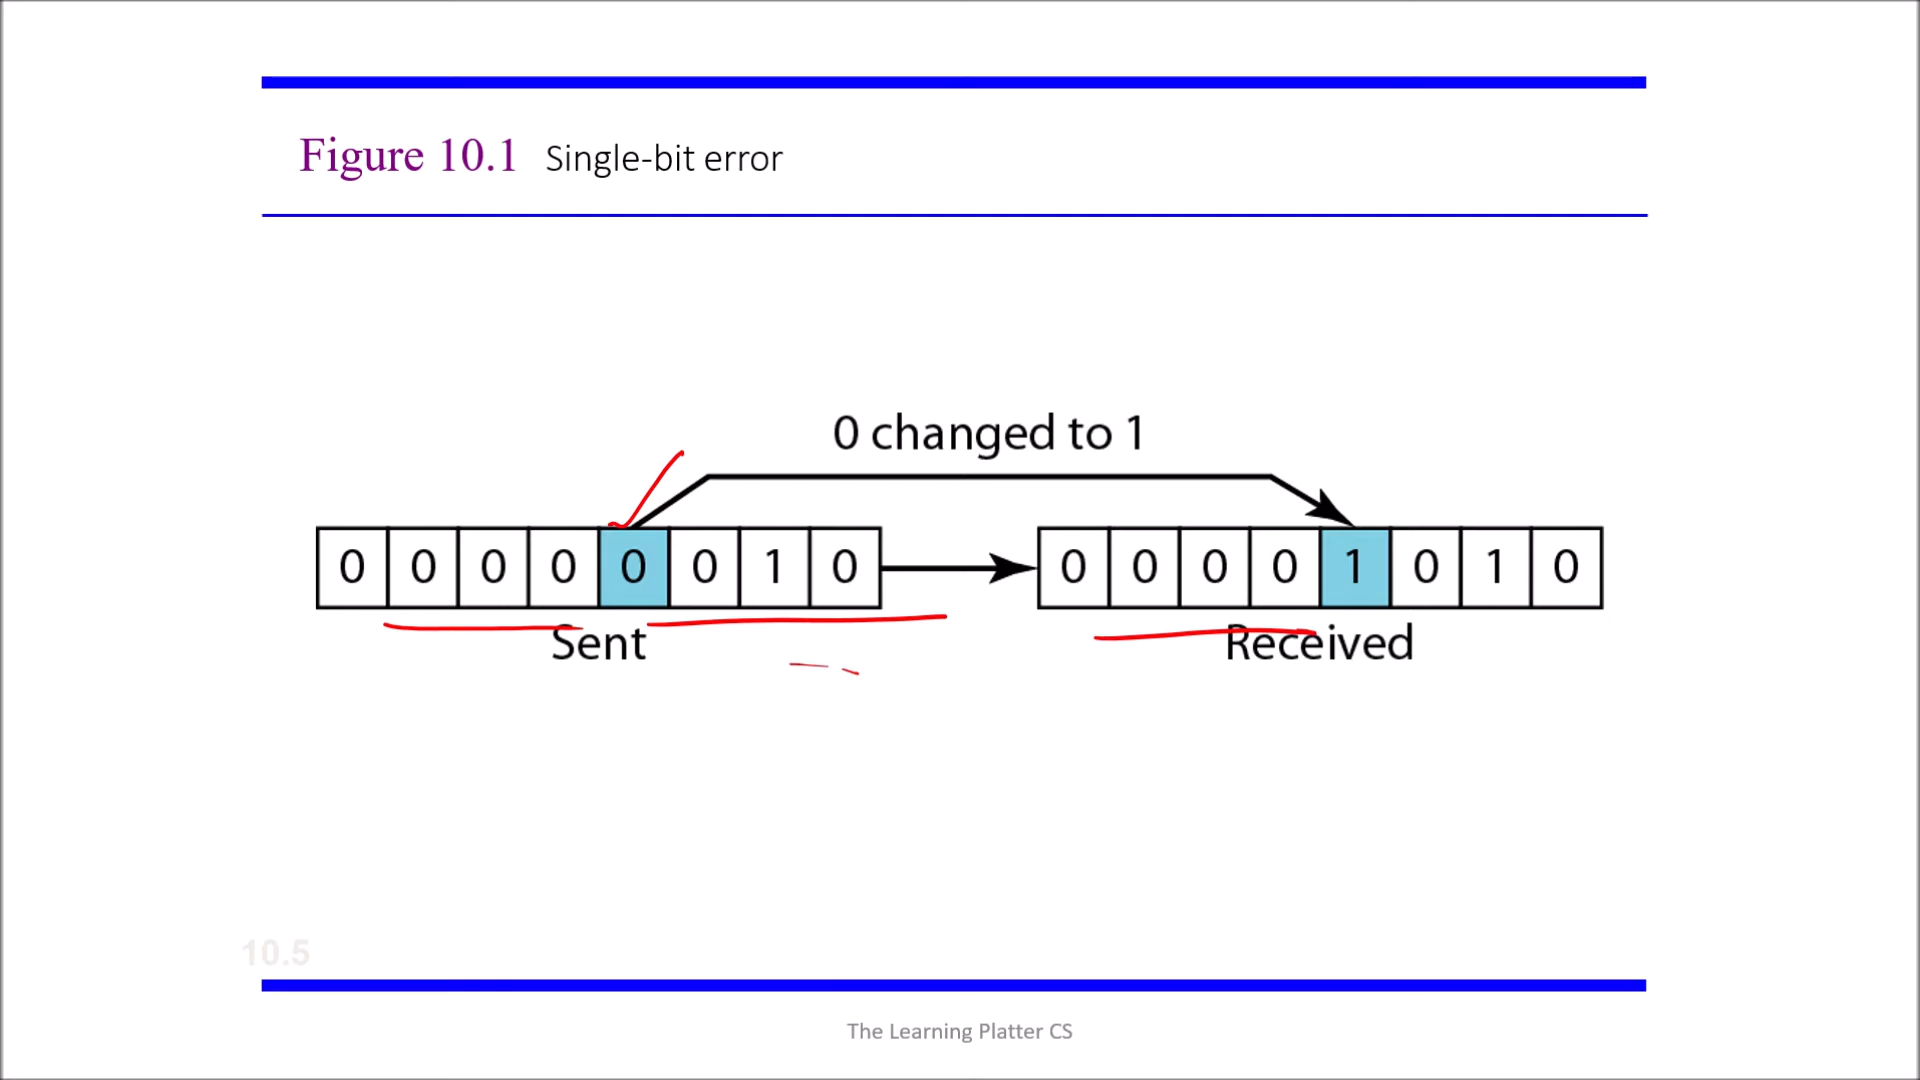 Figure 10.1 Single-bit error
0 changed to 1
0 0 0 0 0 0 1 0 0 0 0 0 1 0 1 0
Sent Received
10.5
The Learning Platter CS